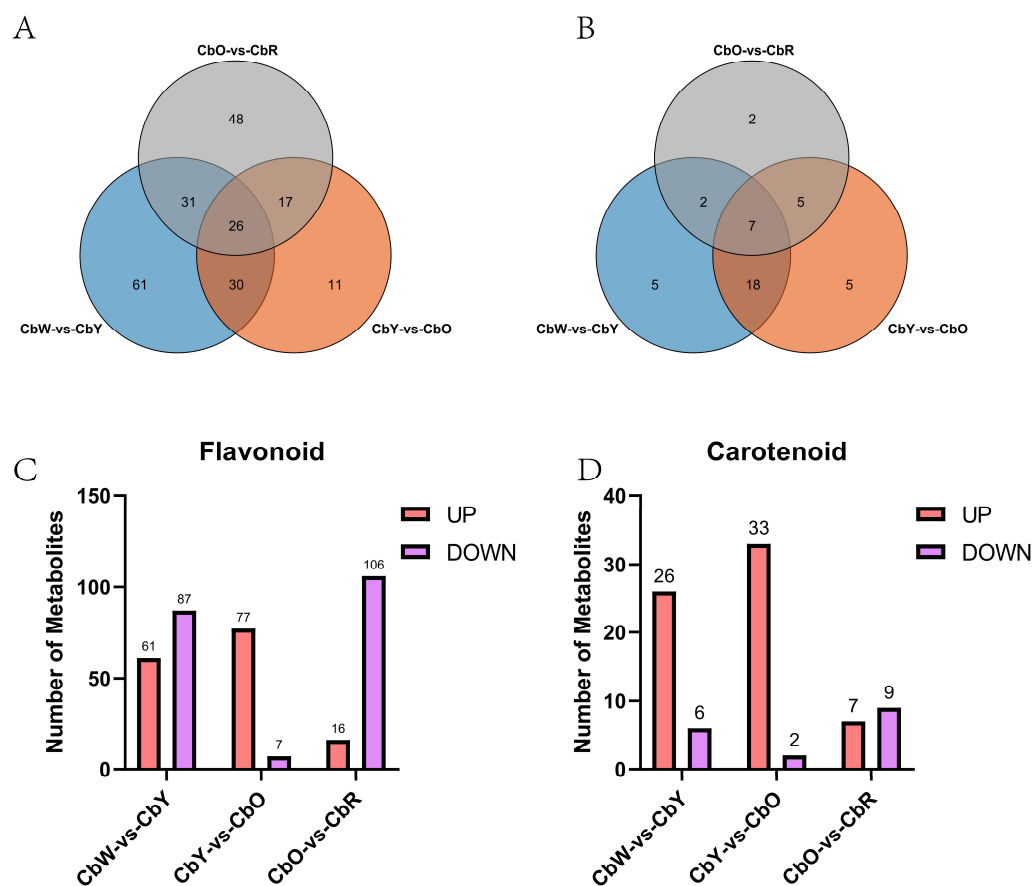 A
B
CbO-vs-CbR
CbO-vs-CbR
48
2
31
17
2
5
26
7
61
30
11
5
18
5
CbW-vs-CbY
CbY-vs-CbO
CbW-vs-CbY
CbY-vs-CbO
C
Flavonoid
Number of Metabolites
150
100
50
0
61
87
77
7
16
106
UP
DOWN
CbW-vs-CbY
CbY-vs-CbO
CbO-vs-CbR
D
Carotenoid
Number of Metabolites
40
30
20
10
0
26
6
33
2
7
9
UP
DOWN
CbW-vs-CbY
CbY-vs-CbO
CbO-vs-CbR